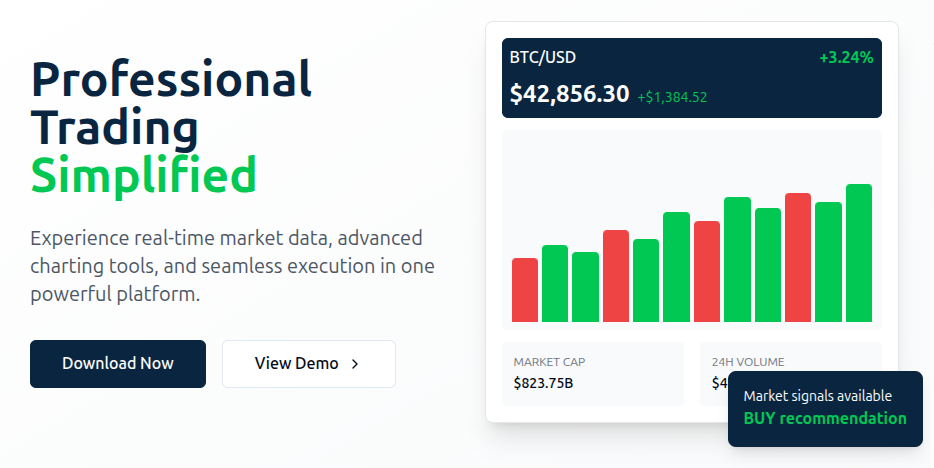 Professional
Trading
Simplified
Experience real-time market data, advanced
charting tools, and seamless execution in one
powerful platform.
Download Now
View Demo
BTC/USD
+3.24%
$42,856.30 +$1,384.52
MARKET CAP
$823.75B
24H VOLUME
$4
Market signals available
BUY recommendation